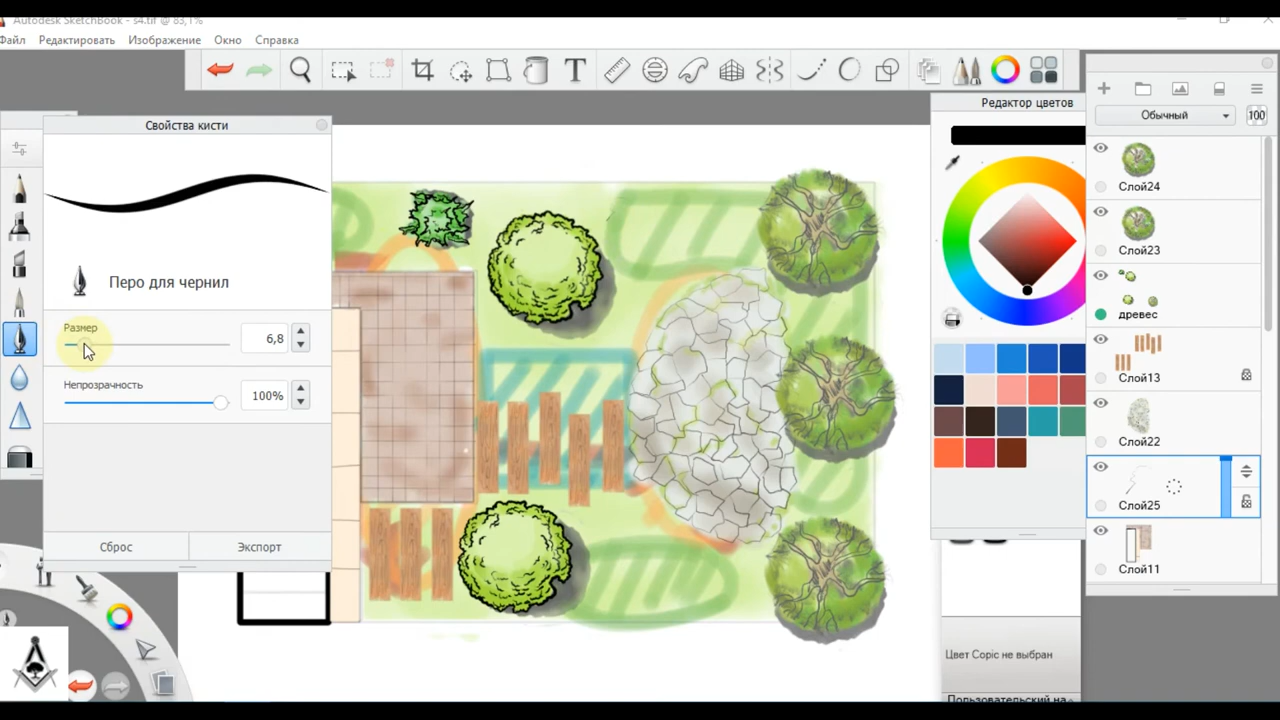 Autodesk SketchBook - s4.tif @ 83,1%
Файл Редактировать Изображение Окно Справка
Свойства кисти
Перо для чернил
Размер
6,8
Непрозрачность
100%
Сброс Экспорт
Редактор цветов
Цвет Copic не выбран
Пользовательский на
Обычный 100
Слой24
Слой23
древес
Слой13
Слой22
Слой25
Слой11